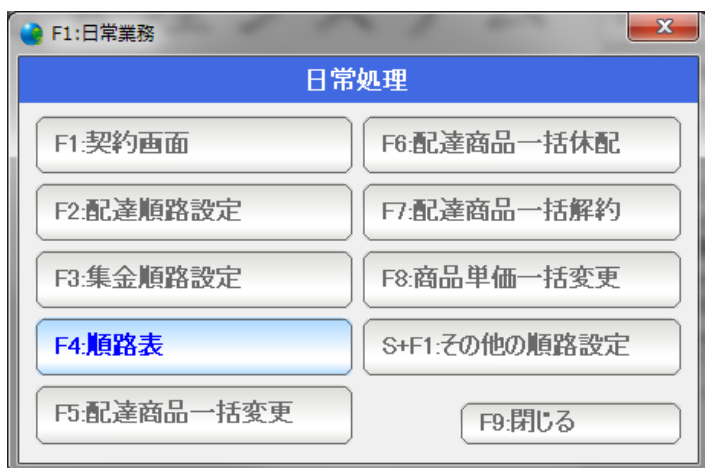 F1:日常業務
日常処理
F1:契約画面
F2:配達順路設定
F3:集金順路設定
F4:順路表
F5:配達商品一括変更
F6:配達商品一括休配
F7:配達商品一括解約
F8:商品単価一括変更
S+F1:その他の順路設定
F9:閉じる